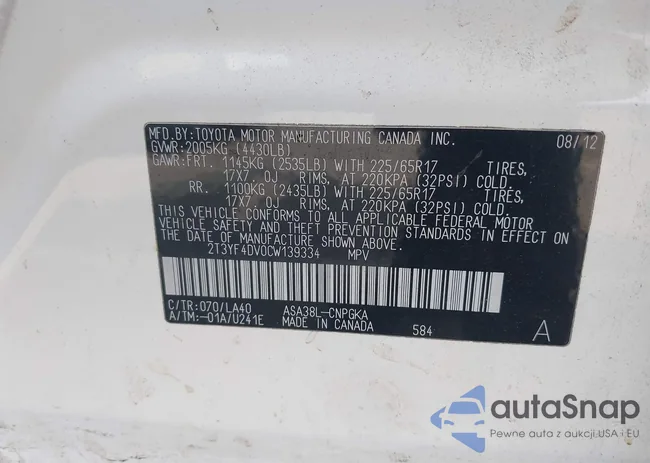 MFD.BY:TOYOTA MOTOR MANUFACTURING CANADA INC. 08/12
GVWR:2005KG (4430LB)
GAWR:FRT. 1145KG (2535LB) WITH 225/65R17 TIRES,
17X7.0J RIMS, AT 220KPA (32PSI) COLD.
RR. 1100KG (2435LB) WITH 225/65R17 TIRES,
17X7.0J RIMS, AT 220KPA (32PSI) COLD.
THIS VEHICLE CONFORMS TO ALL APPLICABLE FEDERAL MOTOR
VEHICLE SAFETY AND THEFT PREVENTION STANDARDS IN EFFECT
ON THE DATE OF MANUFACTURE SHOWN ABOVE.
2T3YF4DV0CW139334 MPV
C/TR:070/LA40 ASA38L-CNPGKA
A/TM:-01A/U241E MADE IN CANADA 584 A
autaSnap
Pewne auta z aukcji USA i EU